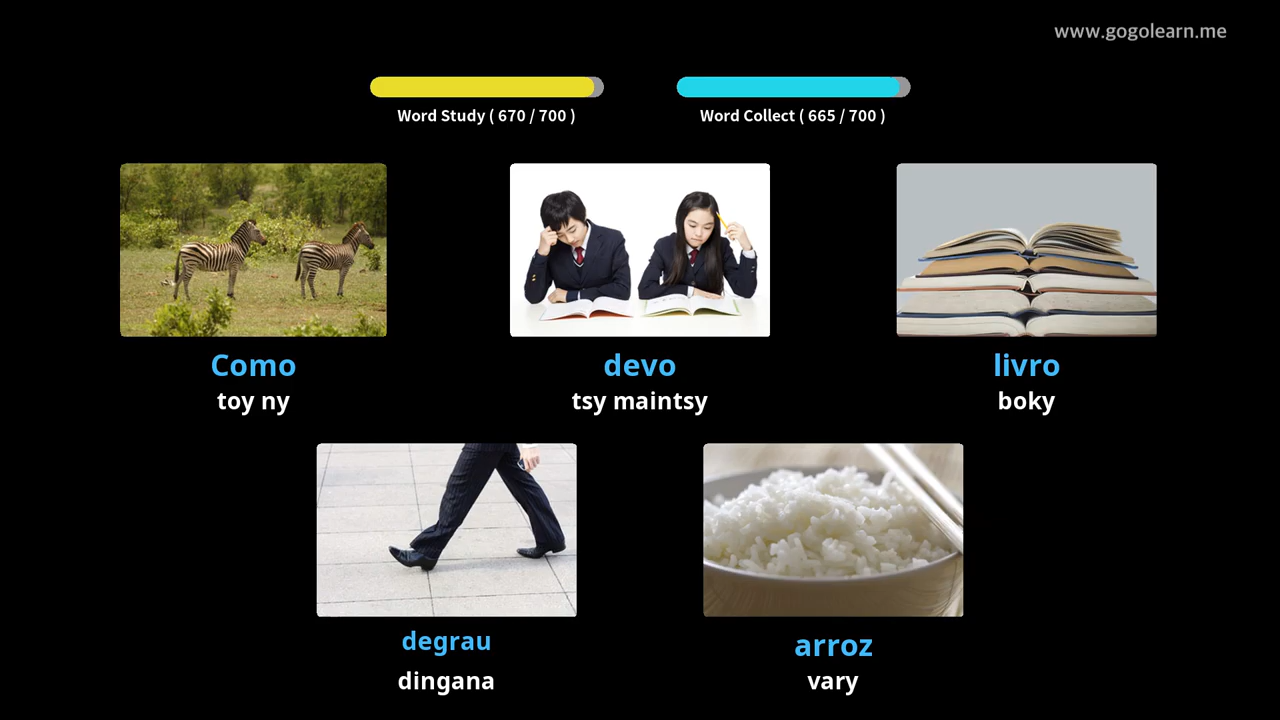 www.gogolearn.me
Word Study ( 670 / 700 )
Word Collect ( 665 / 700 )
Como
toy ny
devo
tsy maintsy
livro
boky
degrau
dingana
arroz
vary